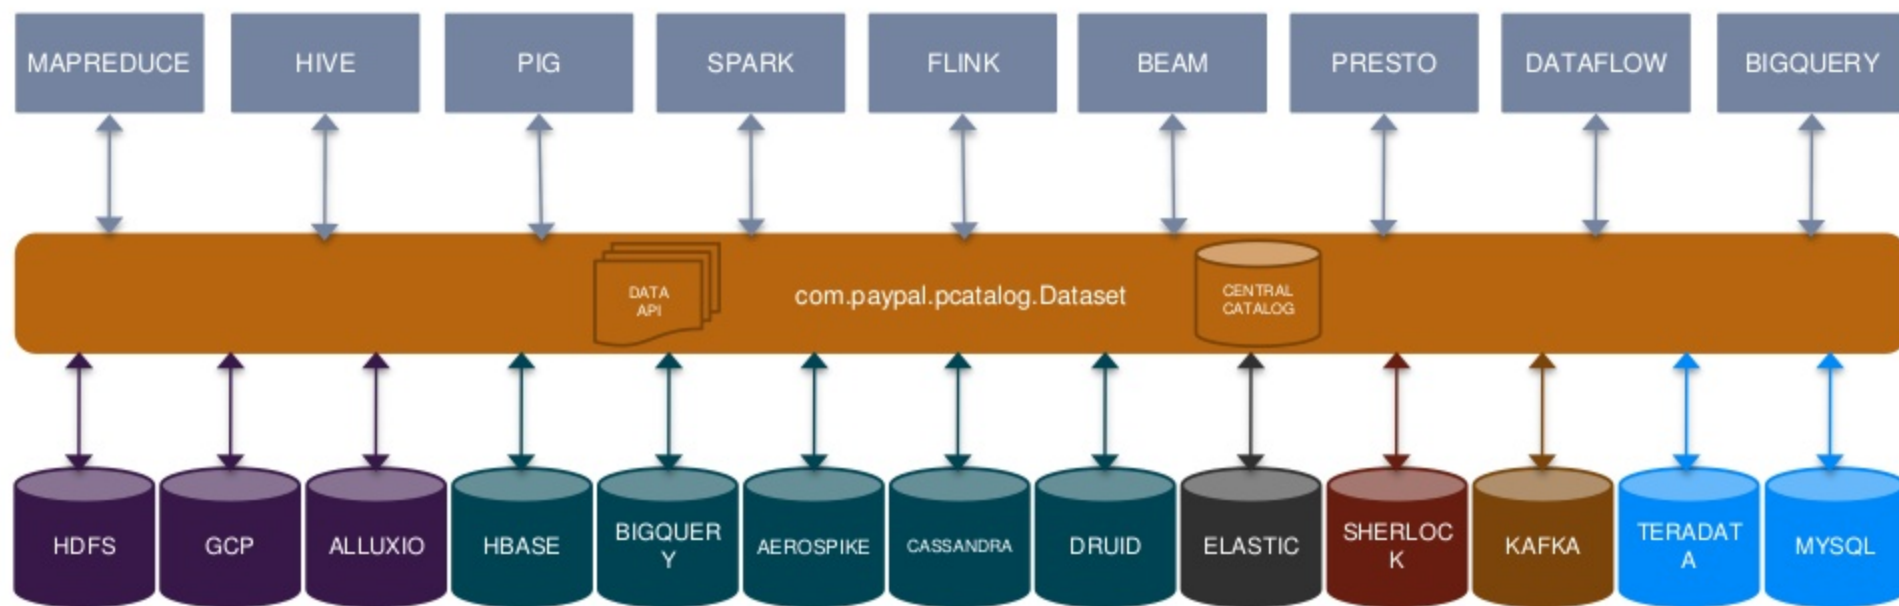 MAPREDUCE
HIVE
PIG
SPARK
FLINK
BEAM
PRESTO
DATAFLOW
BIGQUERY
DATA
API
com.paypal.pcatalog.Dataset
CENTRAL
CATALOG
HDFS
GCP
ALLUXIO
HBASE
BIGQUER
Y
AEROSPIKE
CASSANDRA
DRUID
ELASTIC
SHERLOC
K
KAFKA
TERADAT
A
MYSQL